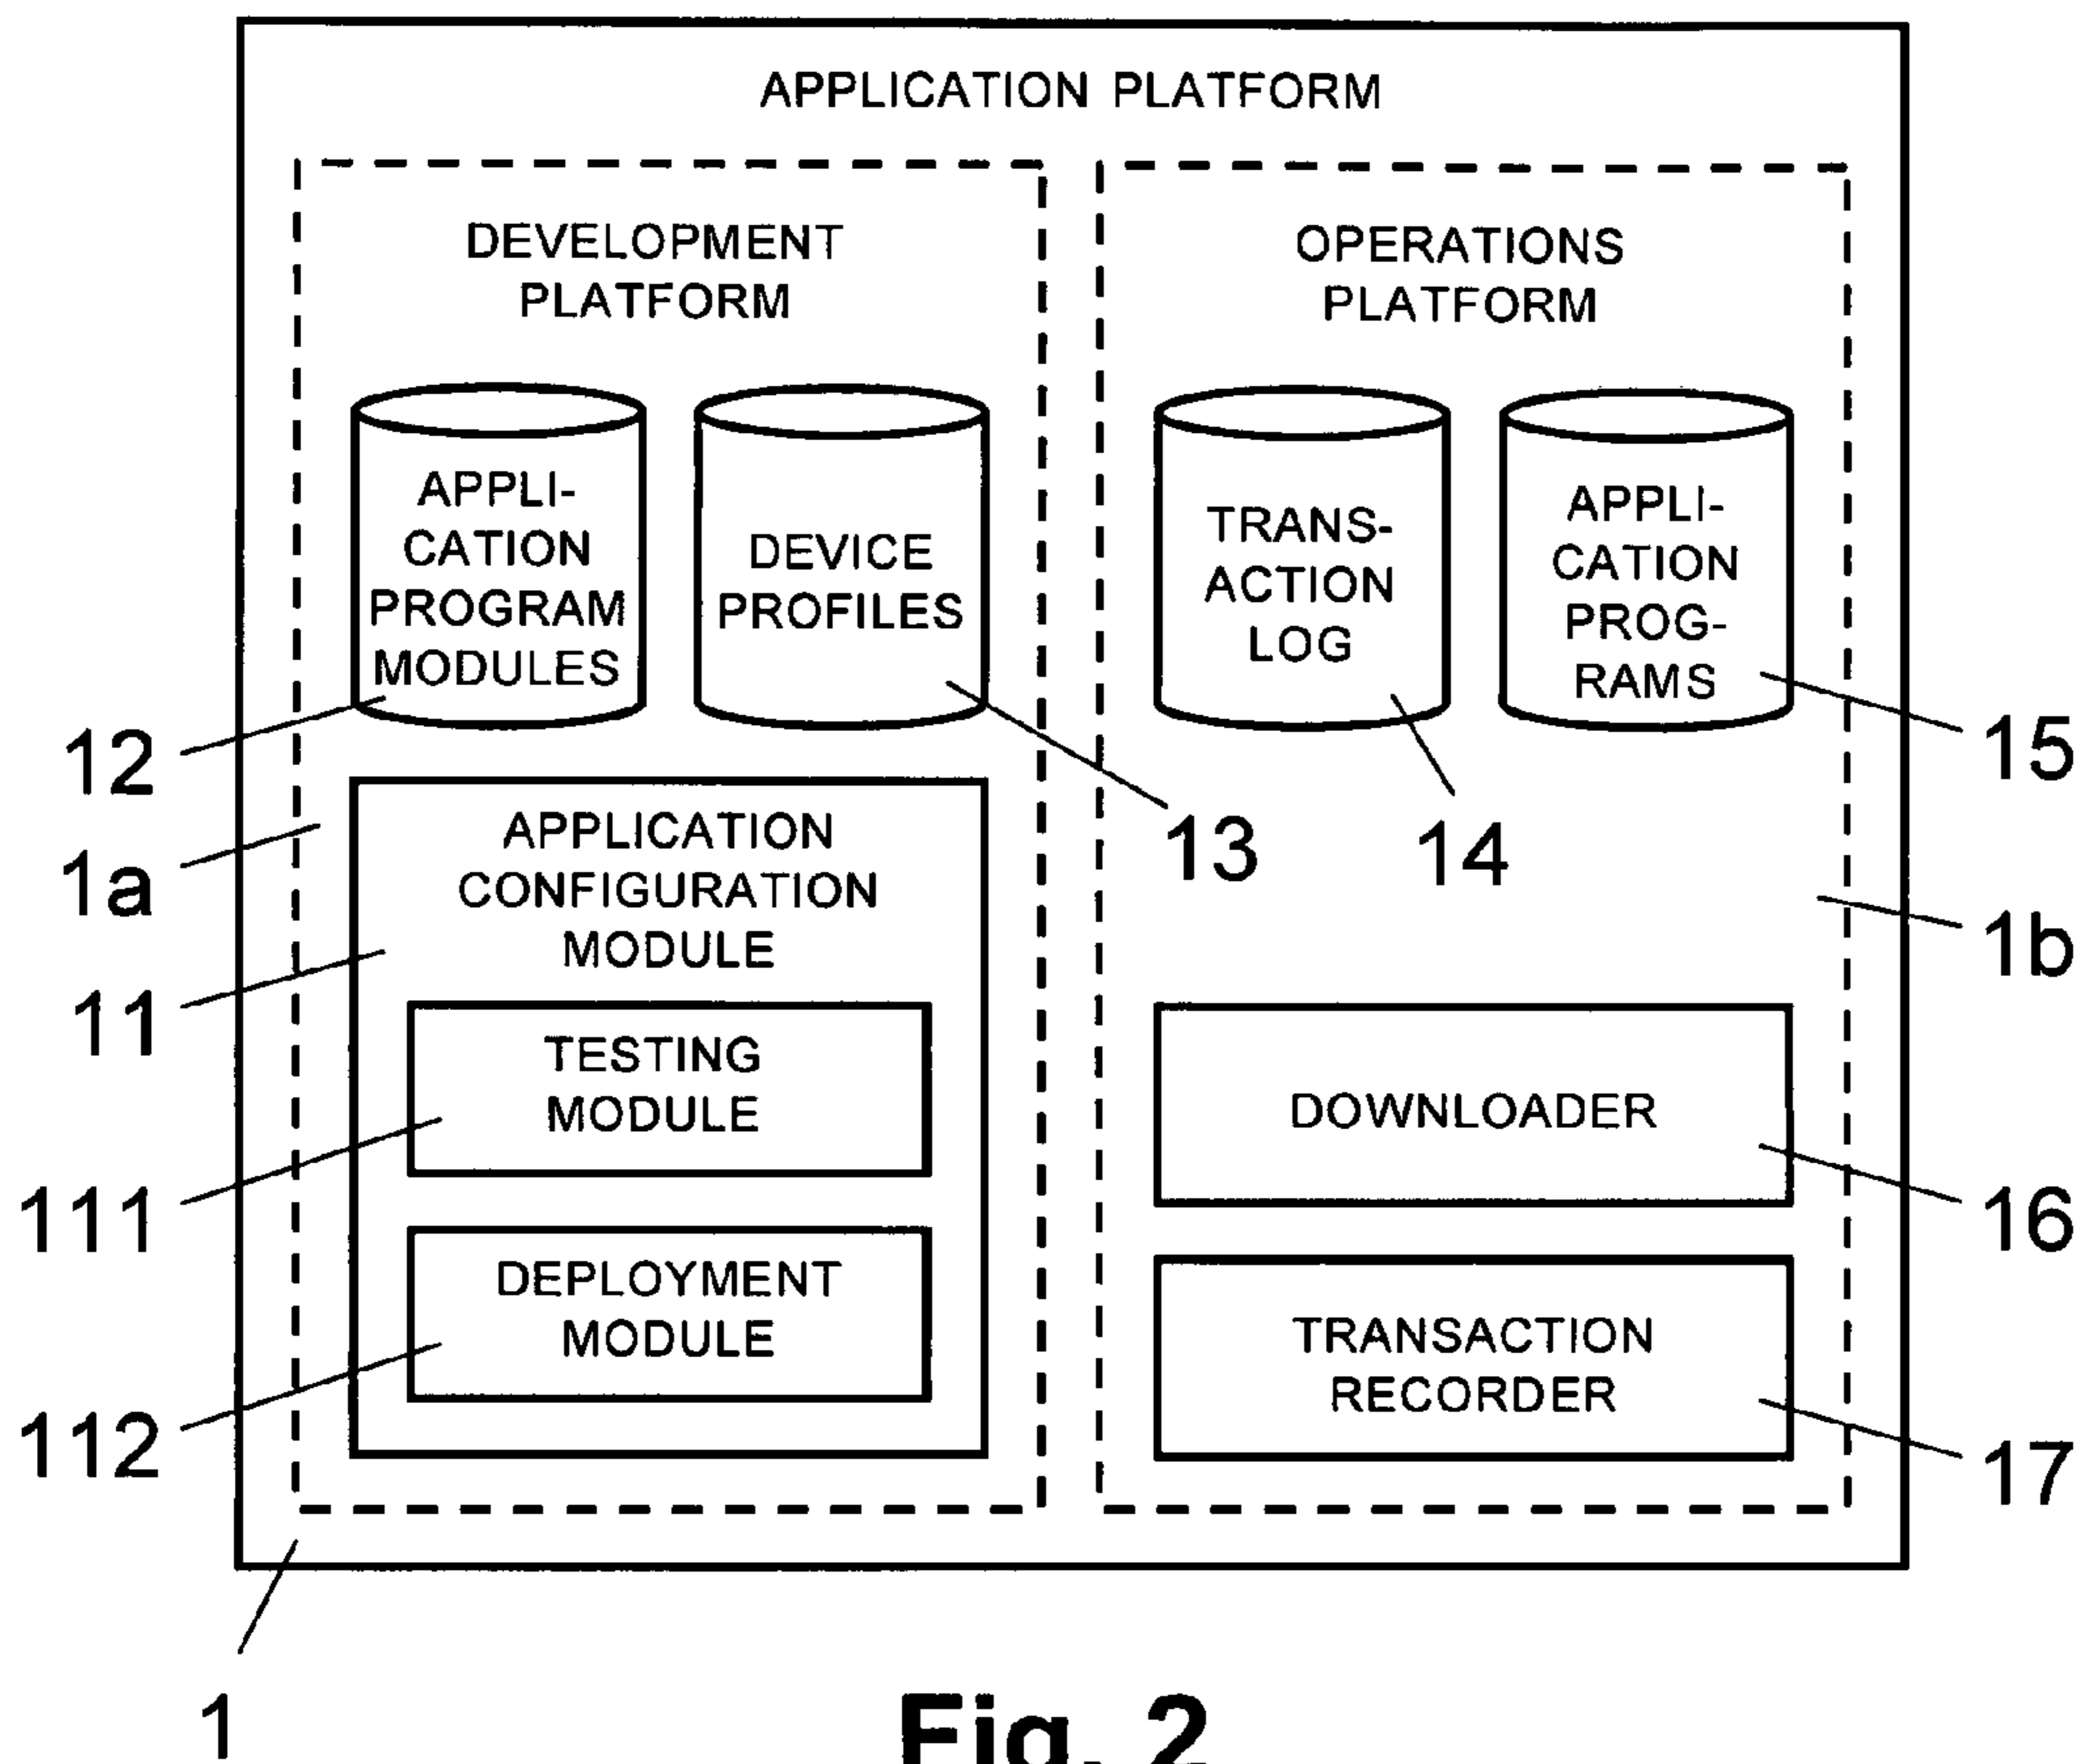 APPLICATION PLATFORM
DEVELOPMENT
PLATFORM
APPLI-
CATION
PROGRAM
MODULES
DEVICE
PROFILES
12
13
1a
APPLICATION
CONFIGURATION
MODULE
11
TESTING
MODULE
111
DEPLOYMENT
MODULE
112
OPERATIONS
PLATFORM
TRANS-
ACTION
LOG
APPLI-
CATION
PROG-
RAMS
15
14
1b
DOWNLOADER
16
TRANSACTION
RECORDER
17
1
Fig. 2